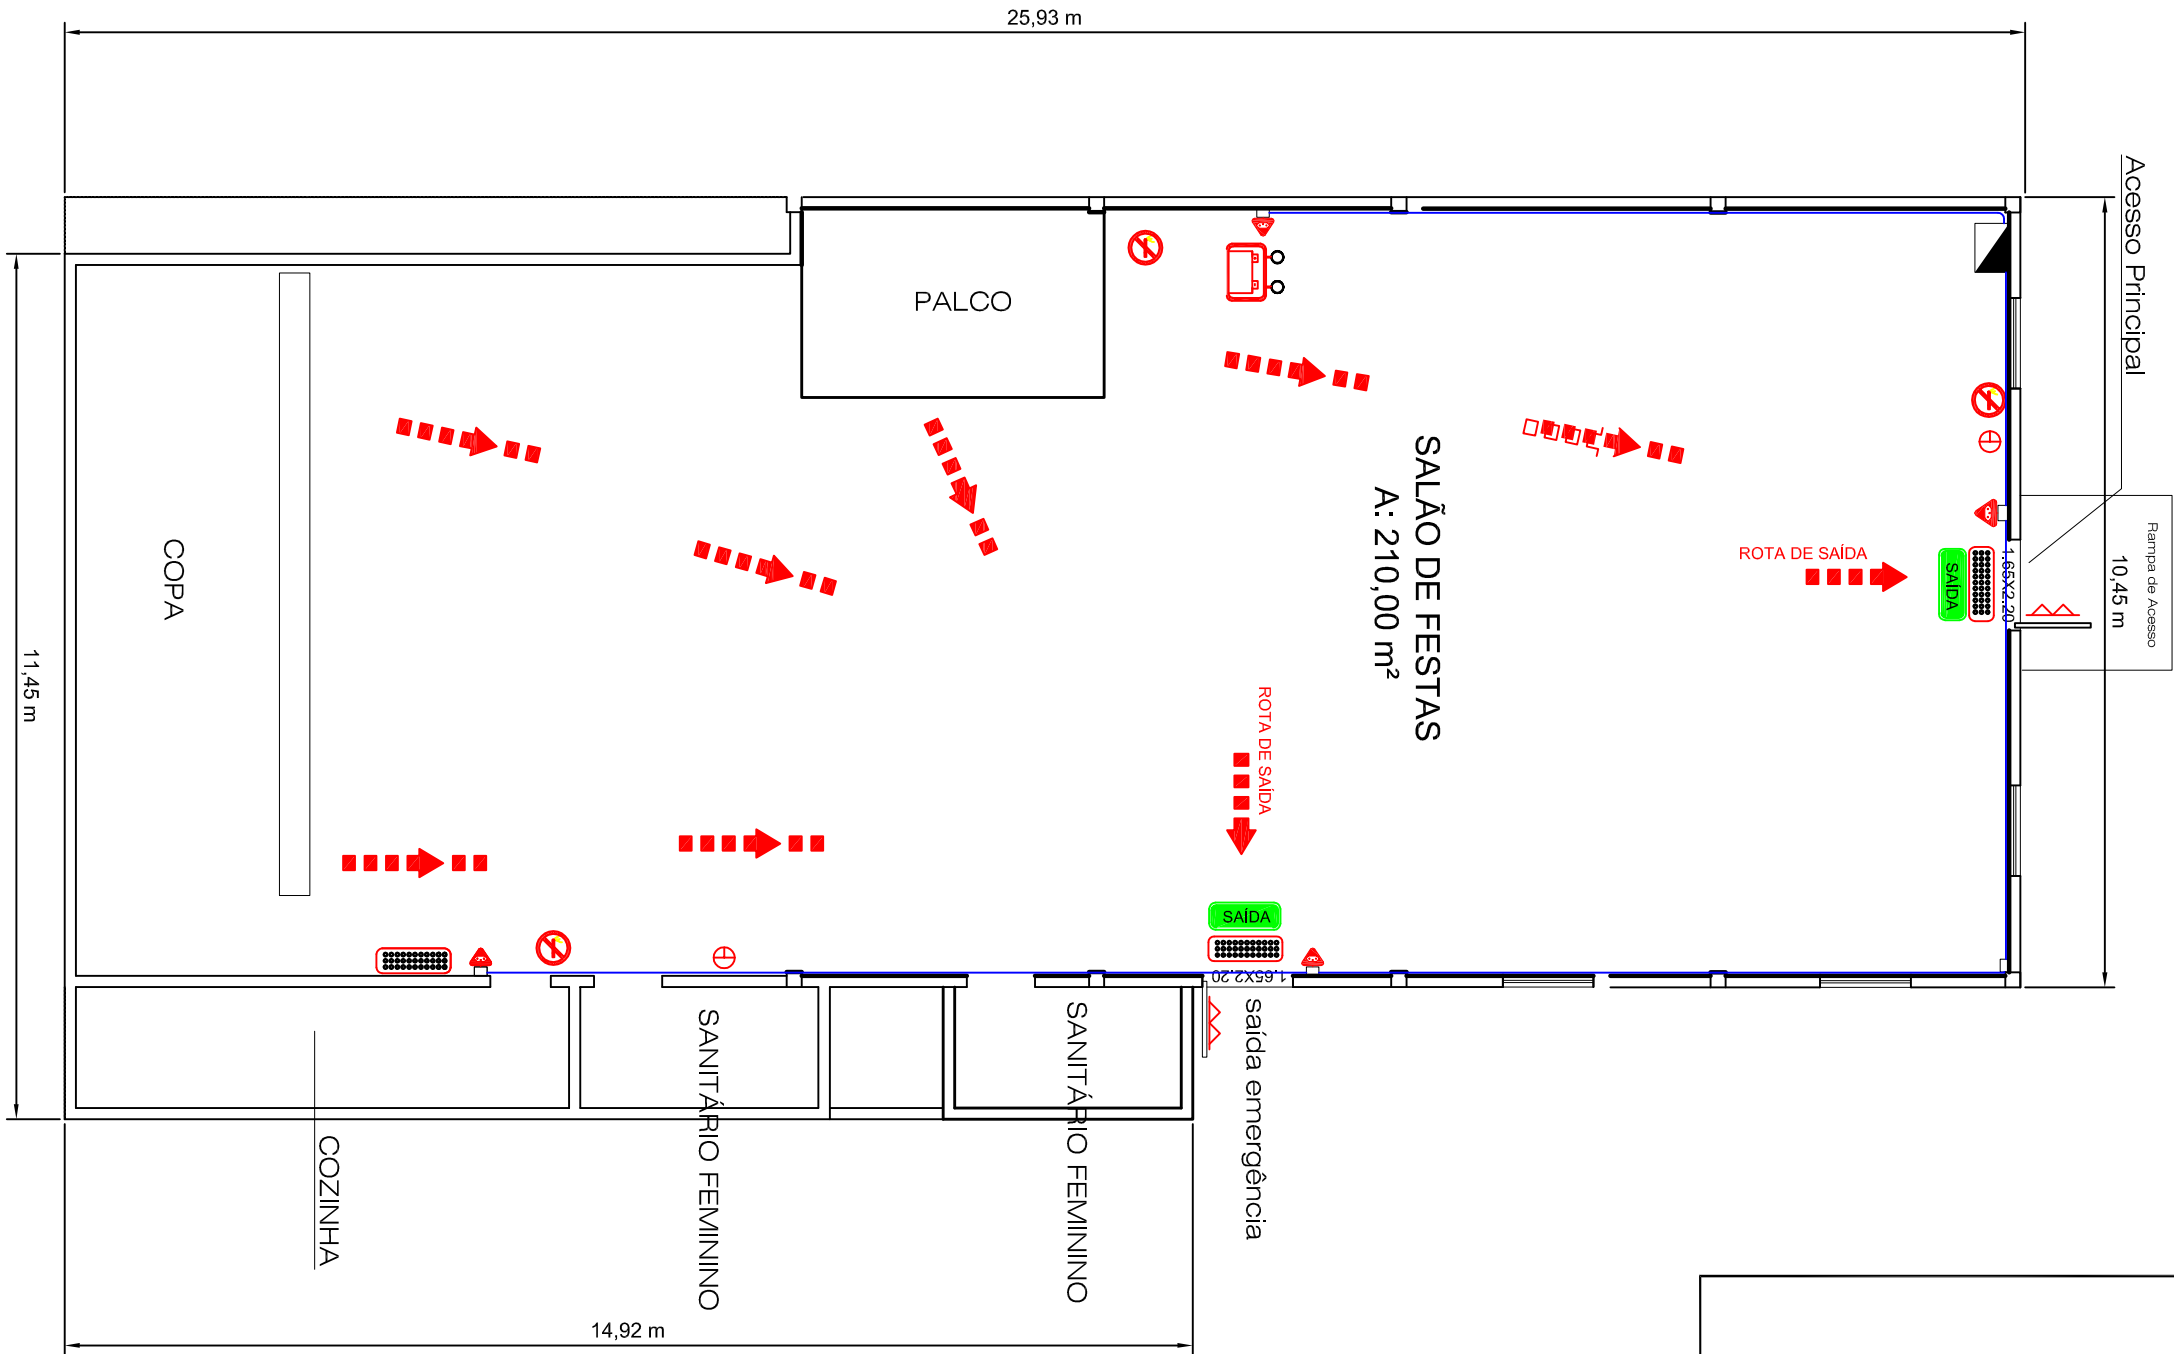 25,93 m
Acesso Principal
Rampa de Acesso
10,45 m
PALCO
SALÃO DE FESTAS
A: 210,00 m²
ROTA DE SAÍDA
SAÍDA
1.65X2.20
COPA
11,45 m
ROTA DE SAÍDA
SAÍDA
1.65X2.20
saída emergência
SANITÁRIO FEMININO
SANITÁRIO FEMININO
COZINHA
14,92 m